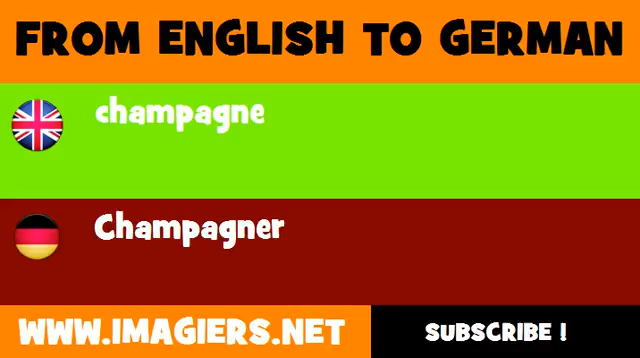 FROM ENGLISH TO GERMAN
champagne
Champagner
WWW.IMAGIERS.NET
SUBSCRIBE !